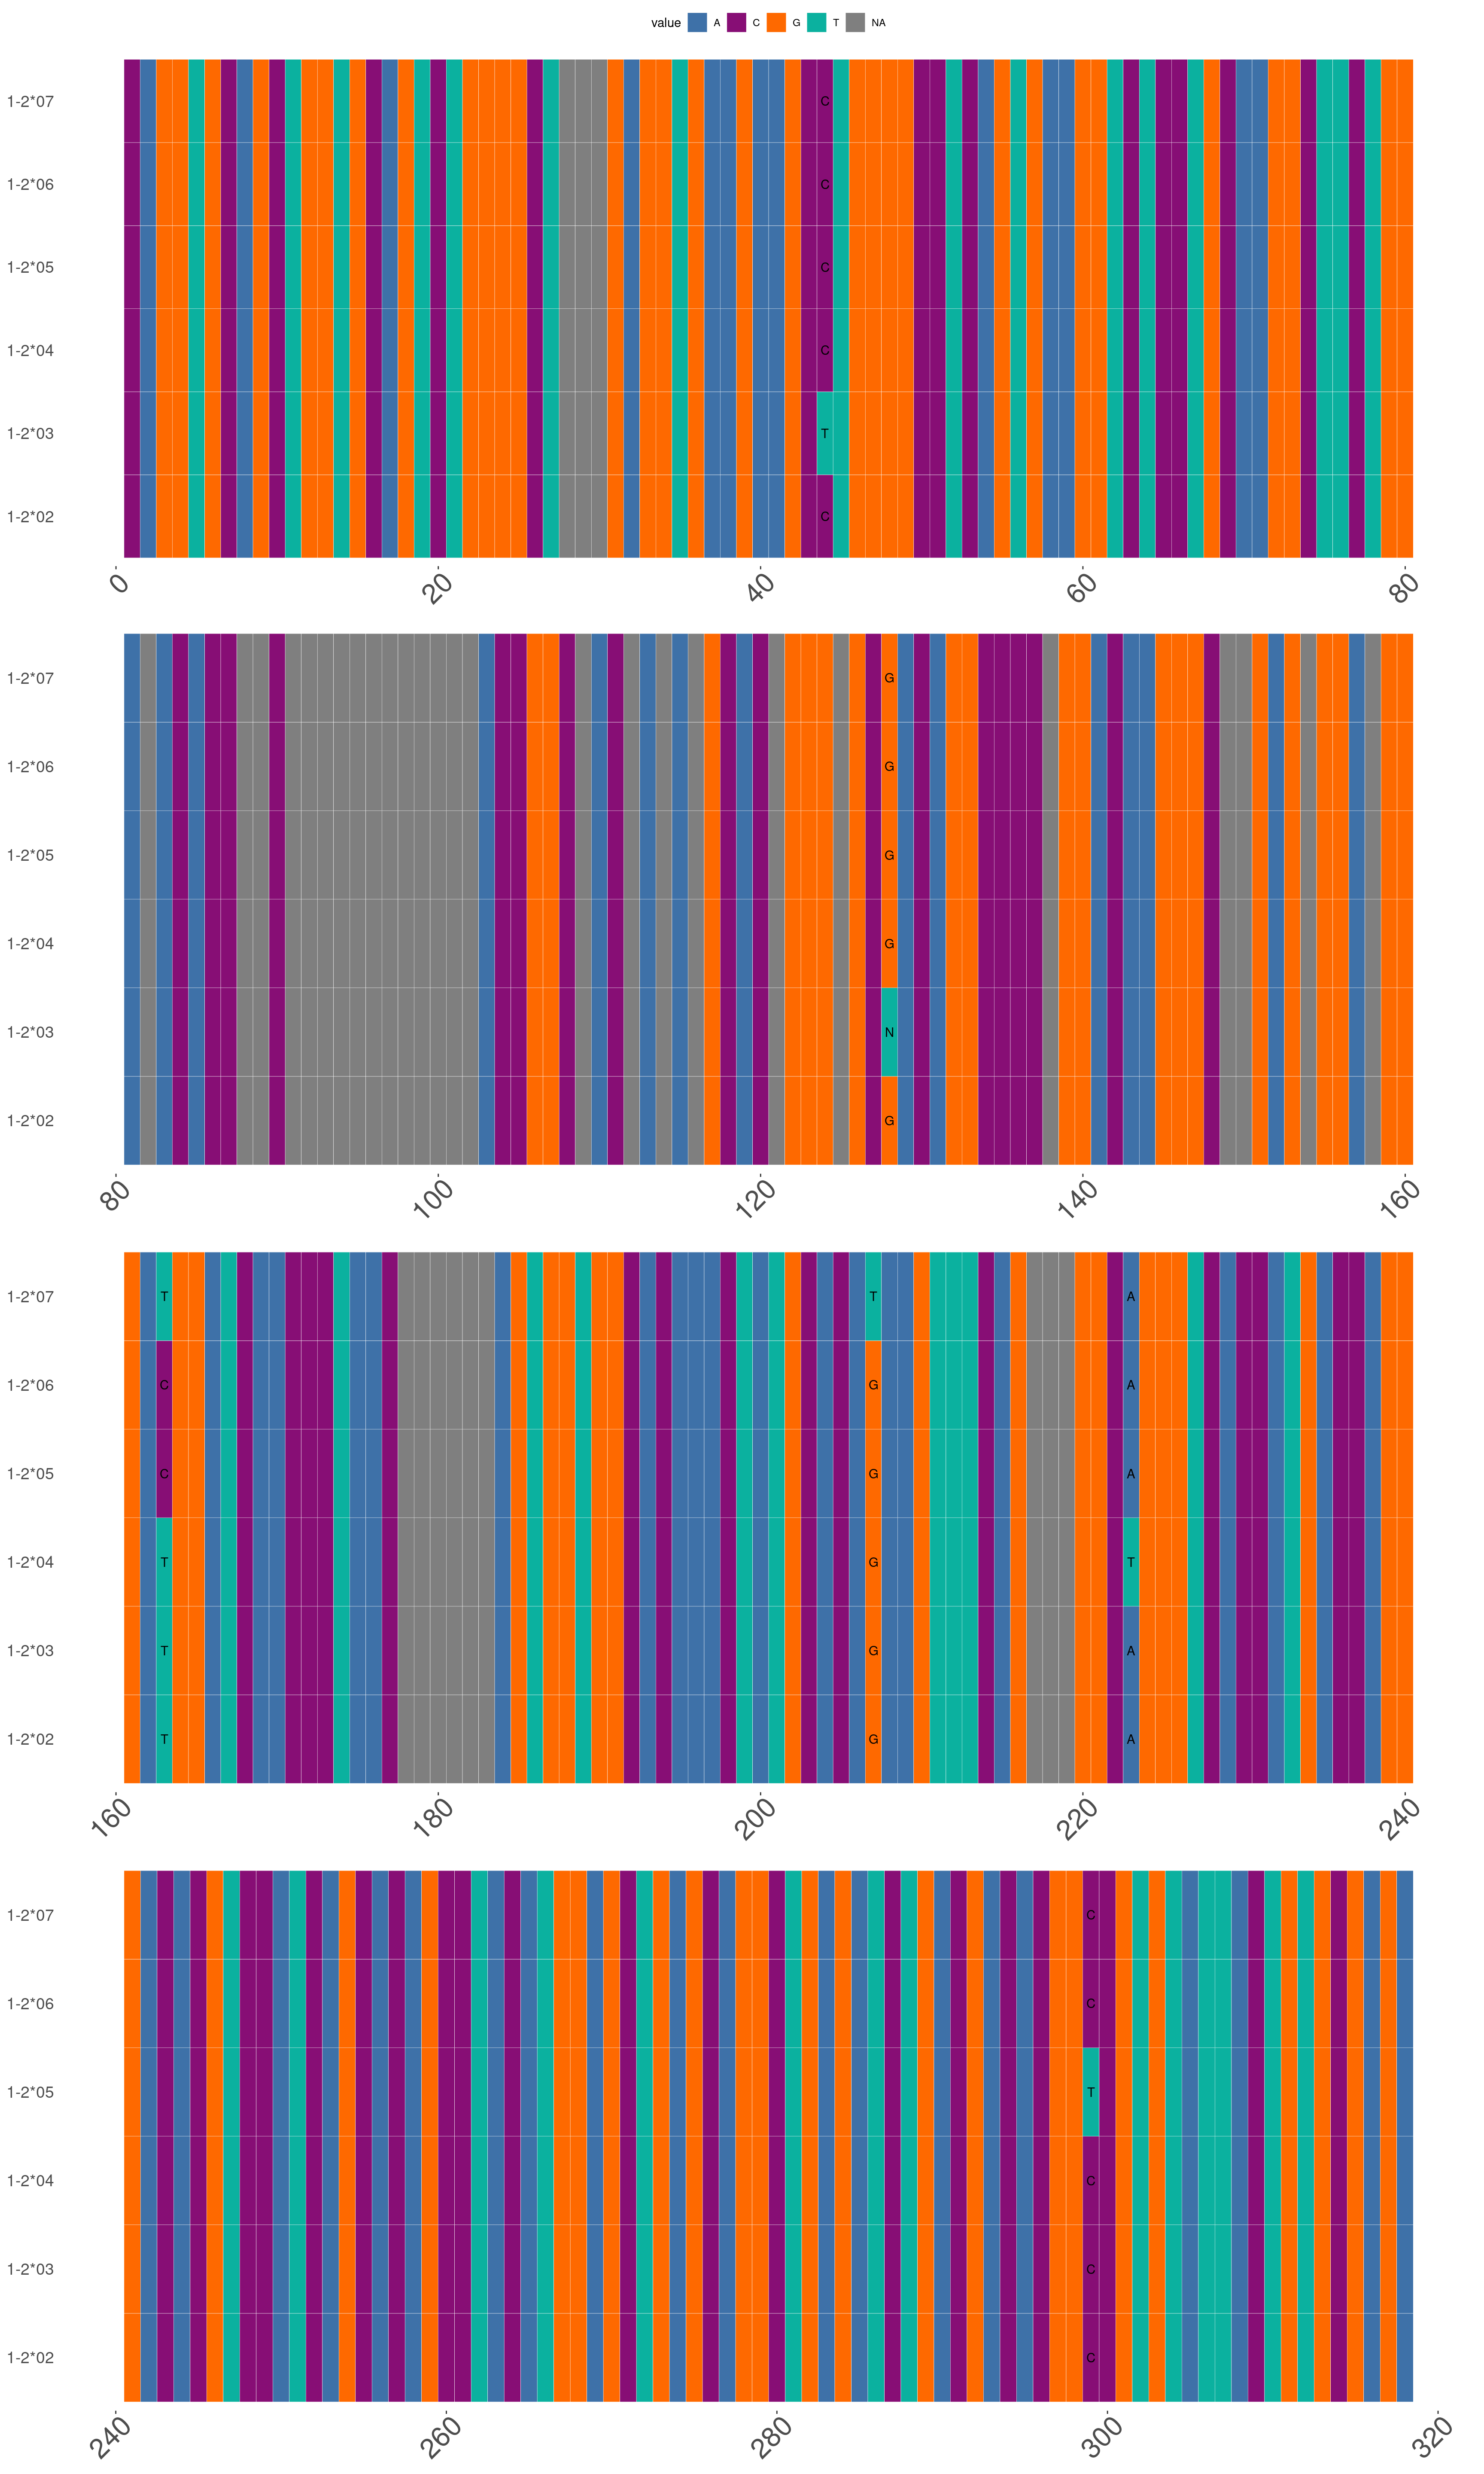 value A C G T NA
1-2*07 C
1-2*06 C
1-2*05 C
1-2*04 C
1-2*03 T
1-2*02 C
0 20 40 60 80
1-2*07 G
1-2*06 G
1-2*05 G
1-2*04 G
1-2*03 N
1-2*02 G
80 100 120 140 160
1-2*07 T T A
1-2*06 C G A
1-2*05 C G A
1-2*04 T G T
1-2*03 T G A
1-2*02 T G A
160 180 200 220 240
1-2*07 C
1-2*06 C
1-2*05 T
1-2*04 C
1-2*03 C
1-2*02 C
240 260 280 300 320